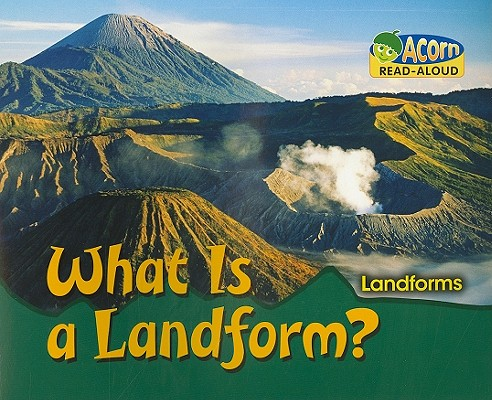 Acorn
READ-ALOUD
Landforms
What Is
a Landform?